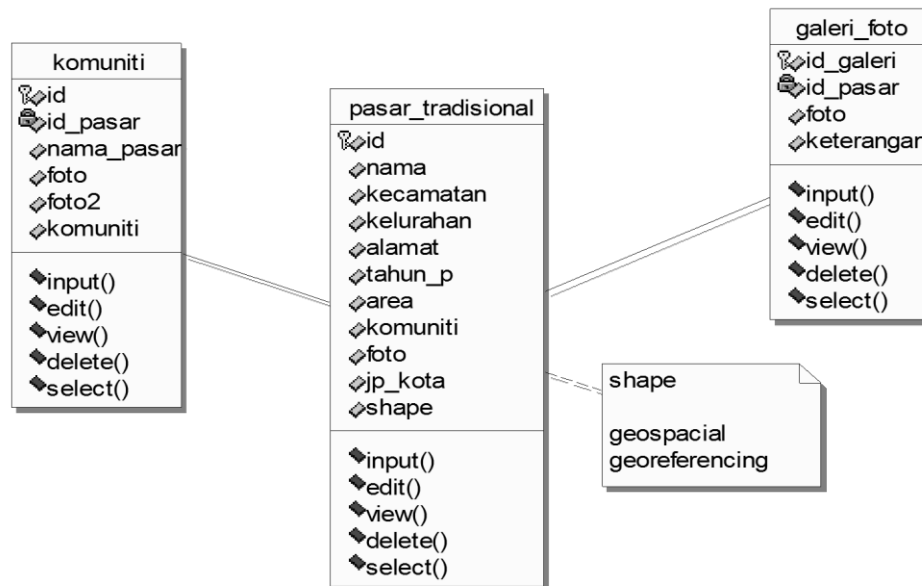 komuniti
id
id_pasar
nama_pasar
foto
foto2
komuniti
input()
edit()
view()
delete()
select()
pasar_tradisional
id
nama
kecamatan
kelurahan
alamat
tahun_p
area
komuniti
foto
jp_kota
shape
input()
edit()
view()
delete()
select()
galeri_foto
id_galeri
id_pasar
foto
keterangan
input()
edit()
view()
delete()
select()
shape
geospacial
georeferencing